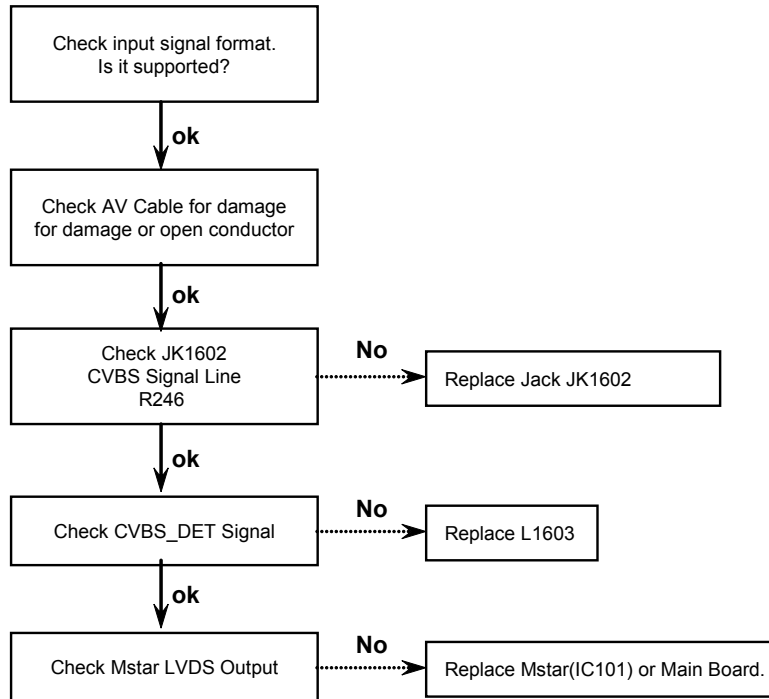 Check input signal format.
Is it supported?
ok
Check AV Cable for damage
for damage or open conductor
ok
Check JK1602
CVBS Signal Line
R246
No
Replace Jack JK1602
ok
Check CVBS_DET Signal
No
Replace L1603
ok
Check Mstar LVDS Output
No
Replace Mstar(IC101) or Main Board.